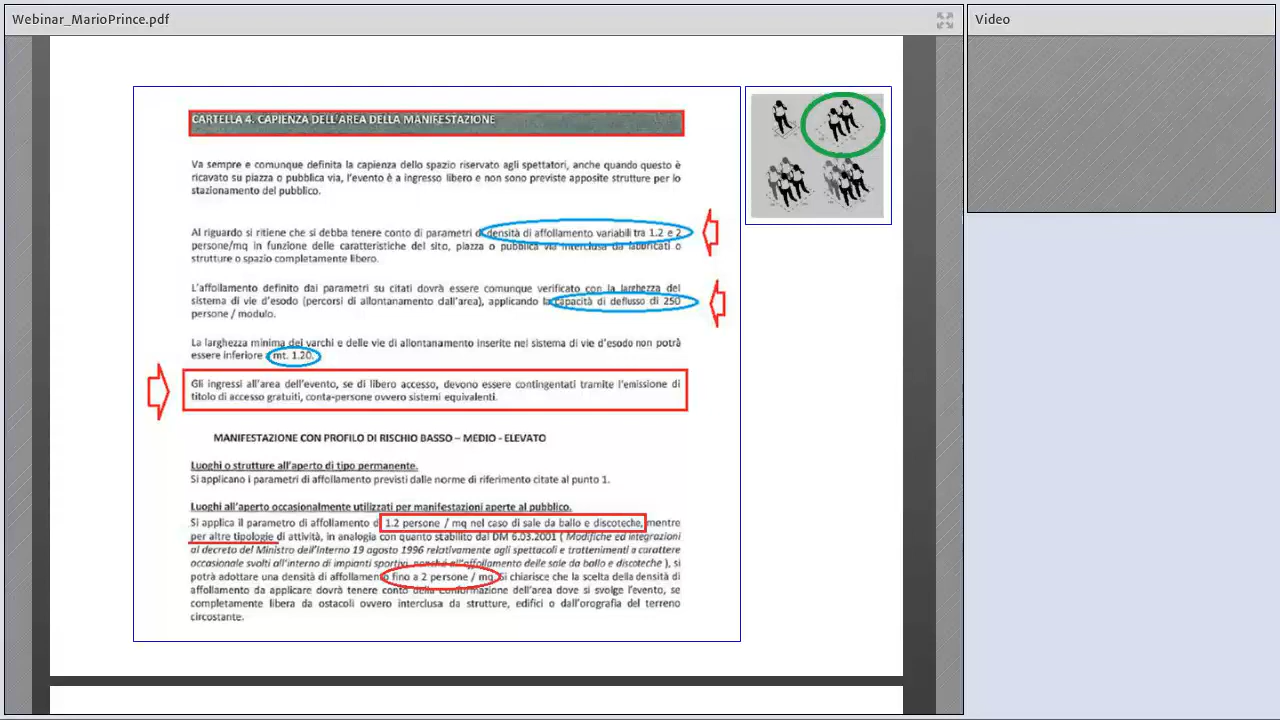 Webinar_MarioPrince.pdf
Video
CARTELLA 4. CAPIENZA DELL'AREA DELLA MANIFESTAZIONE
Va sempre e comunque definita la capienza dello spazio riservato agli spettatori, anche quando questo è
ricavato su piazza o pubblica via, l'evento è a ingresso libero e non sono previste apposite strutture per lo
stazionamento del pubblico.
Al riguardo si ritiene che si debba tenere conto di parametri di densità di affollamento variabili tra 1.2 e 2
persone/mq in funzione delle caratteristiche del sito, piazza o pubblica via interclusa da fabbricati o
strutture o spazio completamente libero.
L'affollamento definito dai parametri su citati dovrà essere comunque verificato con la larghezza del
sistema di vie d'esodo (percorsi di allontanamento dall'area), applicando la capacità di deflusso di 250
persone / modulo.
La larghezza minima dei varchi e delle vie di allontanamento inserite nel sistema di vie d'esodo non potrà
essere inferiore a mt. 1.20.
Gli ingressi all'area dell'evento, se di libero accesso, devono essere contingentati tramite l'emissione di
titolo di accesso gratuiti, conta-persone ovvero sistemi equivalenti.
MANIFESTAZIONE CON PROFILO DI RISCHIO BASSO – MEDIO - ELEVATO
Luoghi o strutture all'aperto di tipo permanente.
Si applicano i parametri di affollamento previsti dalle norme di riferimento citate al punto 1.
Luoghi all'aperto occasionalmente utilizzati per manifestazioni aperte al pubblico.
Si applica il parametro di affollamento di 1.2 persone / mq nel caso di sale da ballo e discoteche, mentre
per altre tipologie di attività, in analogia con quanto stabilito dal DM 6.03.2001 ( Modifiche ed integrazioni
al decreto del Ministro dell'Interno 19 agosto 1996 relativamente agli spettacoli e trattenimenti a carattere
occasionale svolti all'interno di impianti sportivi, nonché all'affollamento delle sale da ballo e discoteche ), si
potrà adottare una densità di affollamento fino a 2 persone / mq. Si chiarisce che la scelta della densità di
affollamento da applicare dovrà tenere conto della conformazione dell'area dove si svolge l'evento, se
completamente libera da ostacoli ovvero interclusa da strutture, edifici o dall'orografia del terreno
circostante.